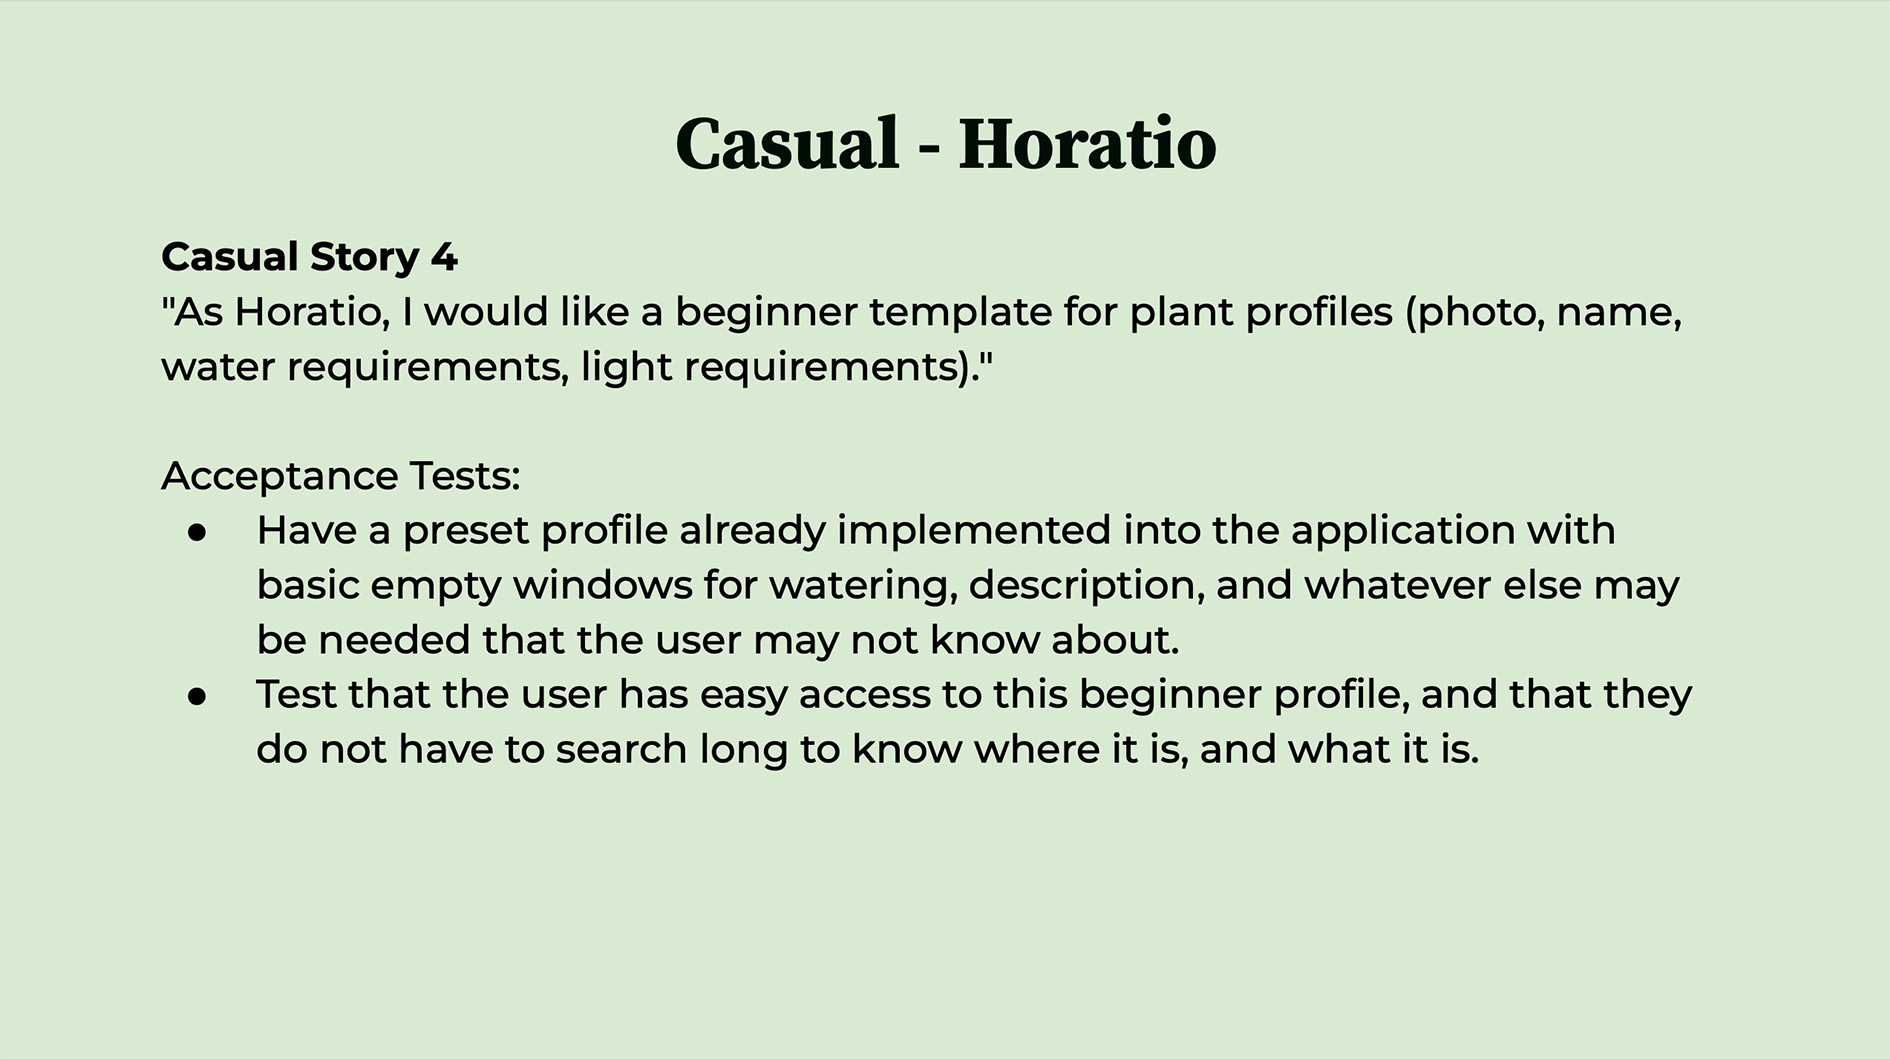 Casual - Horatio
Casual Story 4
"As Horatio, I would like a beginner template for plant profiles (photo, name,
water requirements, light requirements)."
Acceptance Tests:
● Have a preset profile already implemented into the application with
basic empty windows for watering, description, and whatever else may
be needed that the user may not know about.
● Test that the user has easy access to this beginner profile, and that they
do not have to search long to know where it is, and what it is.